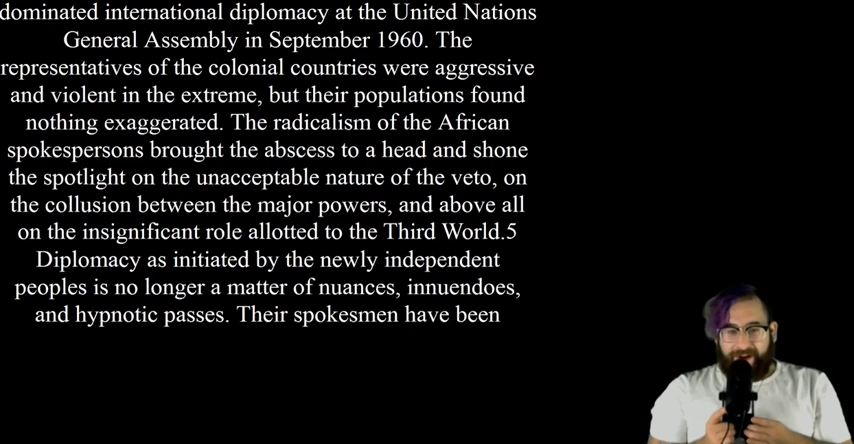 dominated international diplomacy at the United Nations
General Assembly in September 1960. The
representatives of the colonial countries were aggressive
and violent in the extreme, but their populations found
nothing exaggerated. The radicalism of the African
spokespersons brought the abscess to a head and shone
the spotlight on the unacceptable nature of the veto, on
the collusion between the major powers, and above all
on the insignificant role allotted to the Third World.5
Diplomacy as initiated by the newly independent
peoples is no longer a matter of nuances, innuendoes,
and hypnotic passes. Their spokesmen have been